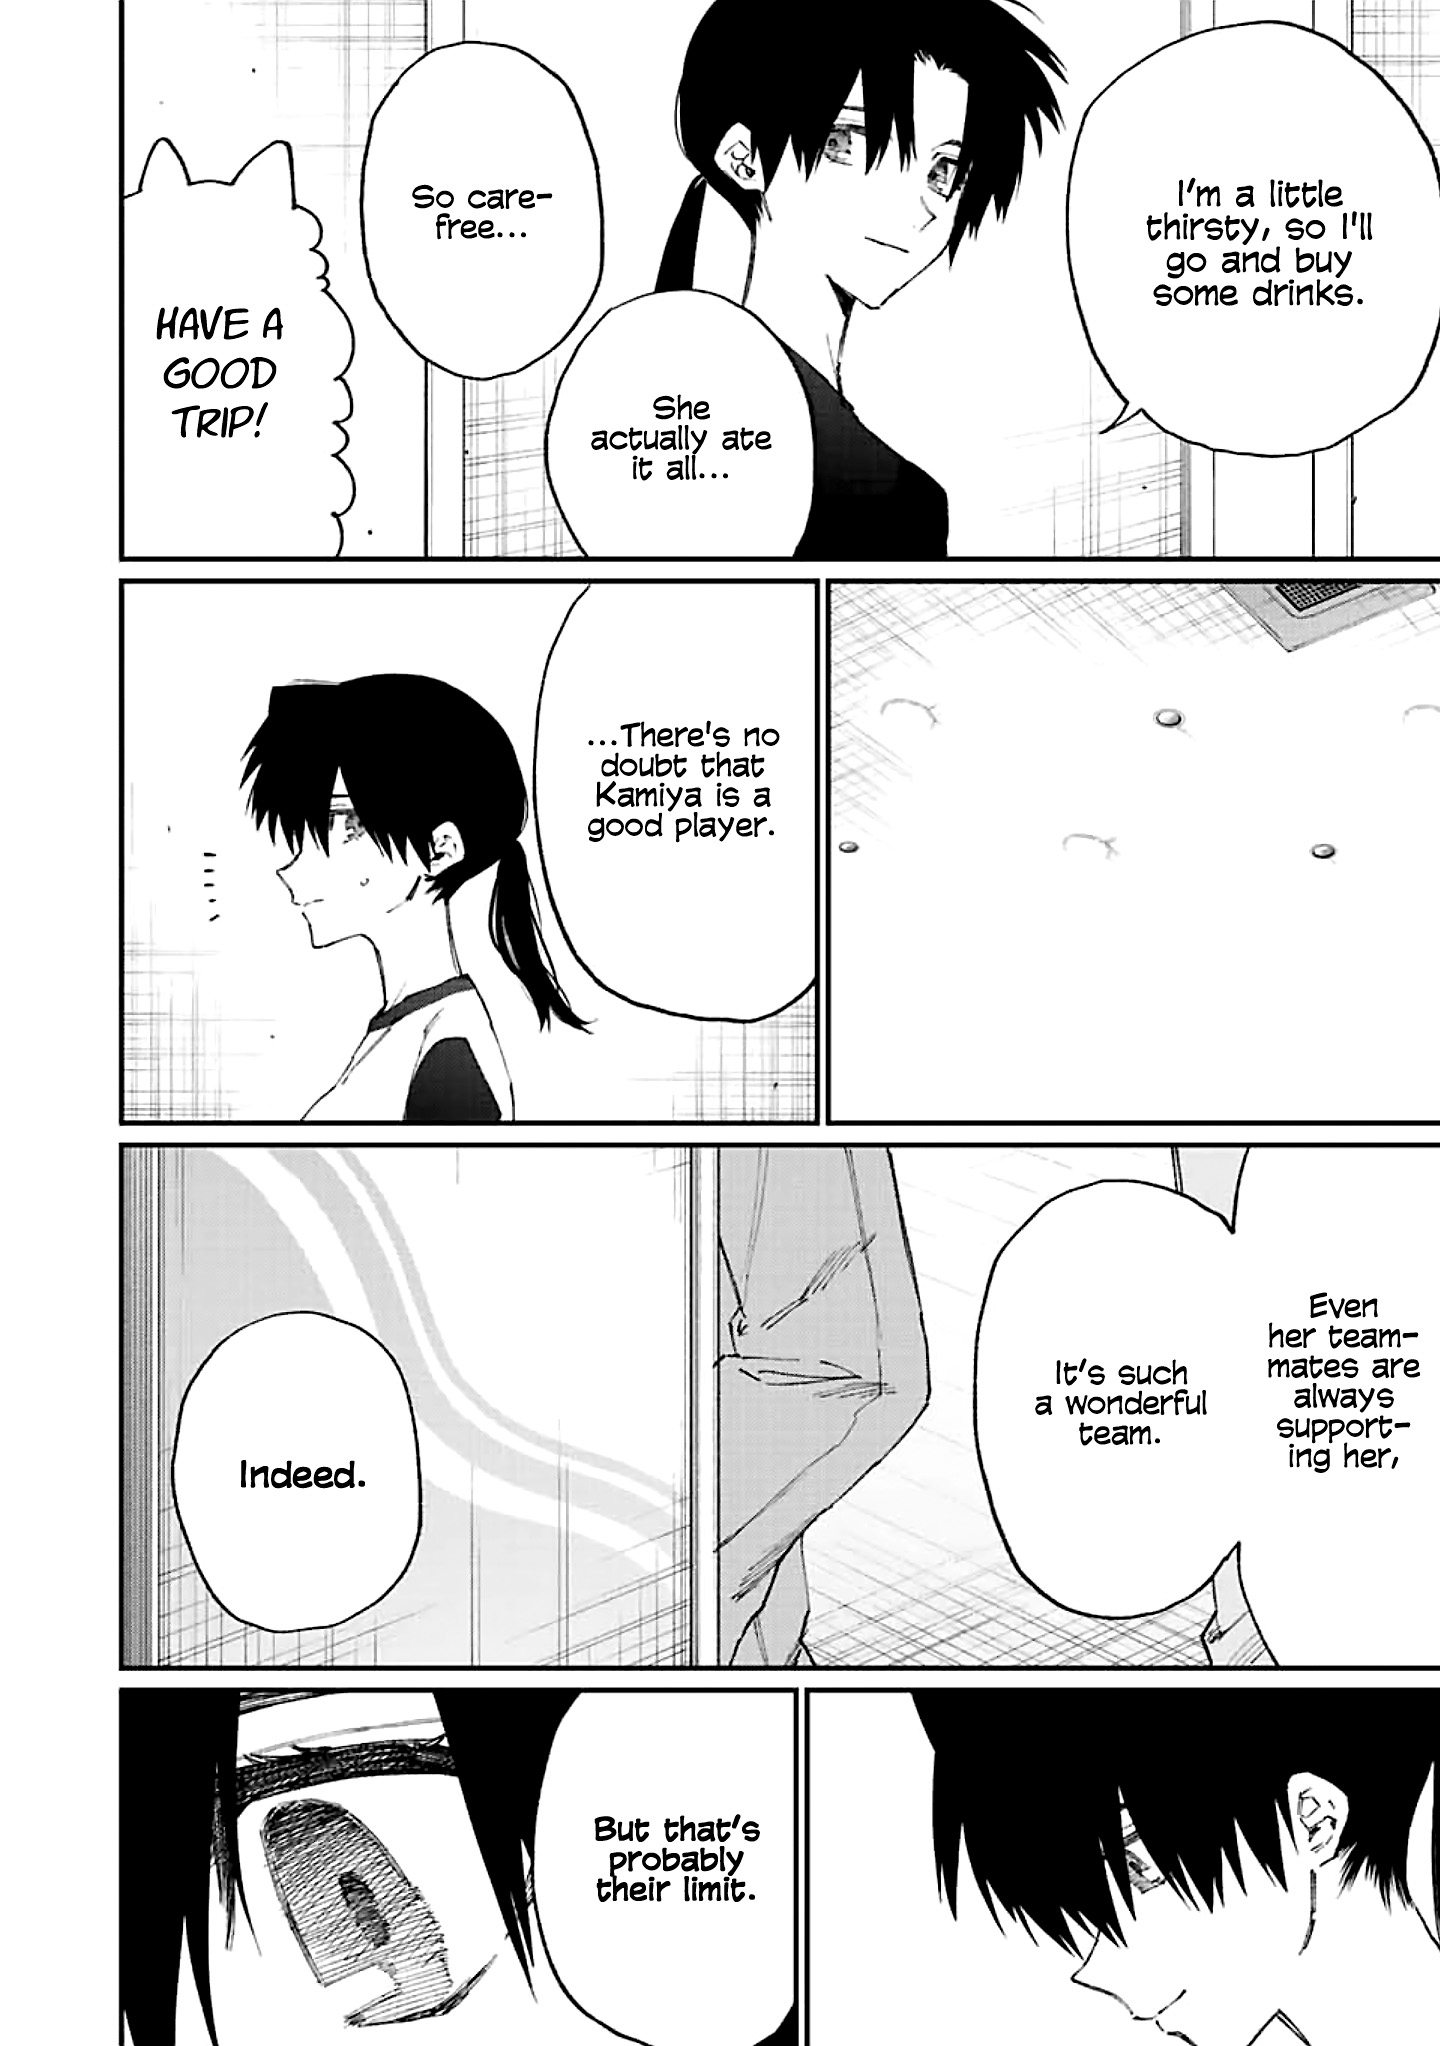 I'm a little
thirsty, so I'll
go and buy
some drinks.
She
actually ate
it all...
So care-
free...
HAVE A
GOOD
TRIP!
...There's no
doubt that
Kamiya is a
good player.
Even
her team-
mates are
always
support-
ing her,
It's such
a wonderful
team.
Indeed.
But that's
probably
their limit.